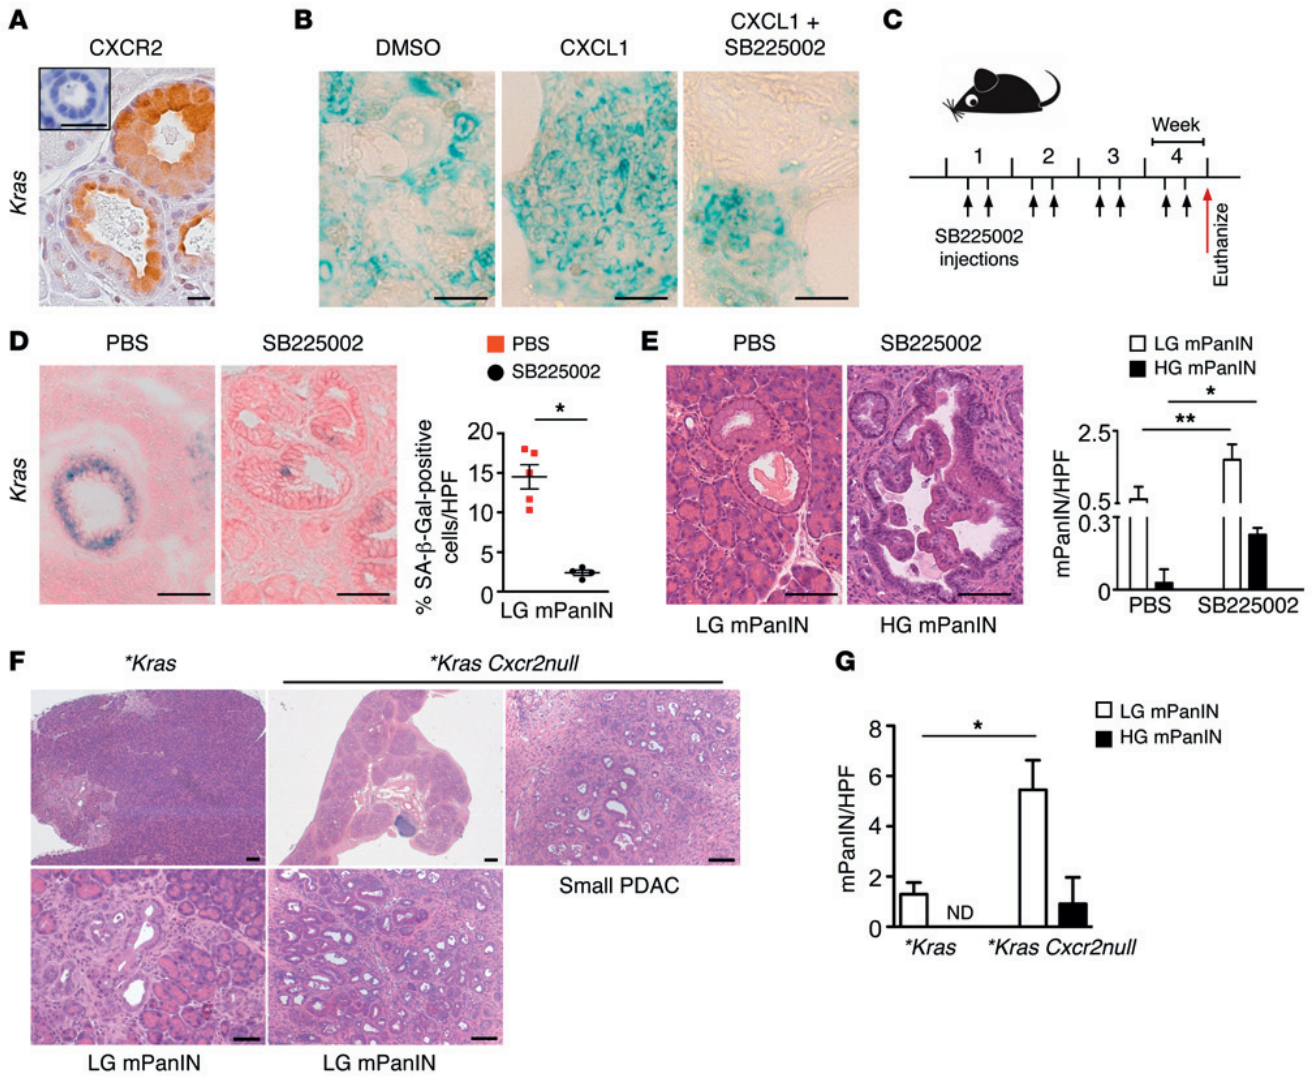 A
CXCR2
Kras
B
DMSO
CXCL1
CXCL1 +
SB225002
C
Week
1 2 3 4
SB225002
injections
Euthanize
D
PBS
SB225002
Kras
PBS
SB225002
*
% SA-β-Gal-positive
cells/HPF
20
15
10
5
0
LG mPanIN
E
PBS
SB225002
LG mPanIN
HG mPanIN
LG mPanIN
HG mPanIN
*
**
mPanIN/HPF
2.5
0.5
0.3
0
PBS
SB225002
F
*Kras
*Kras Cxcr2null
Small PDAC
LG mPanIN
LG mPanIN
G
LG mPanIN
HG mPanIN
*
mPanIN/HPF
8
6
4
2
0
ND
*Kras
*Kras Cxcr2null